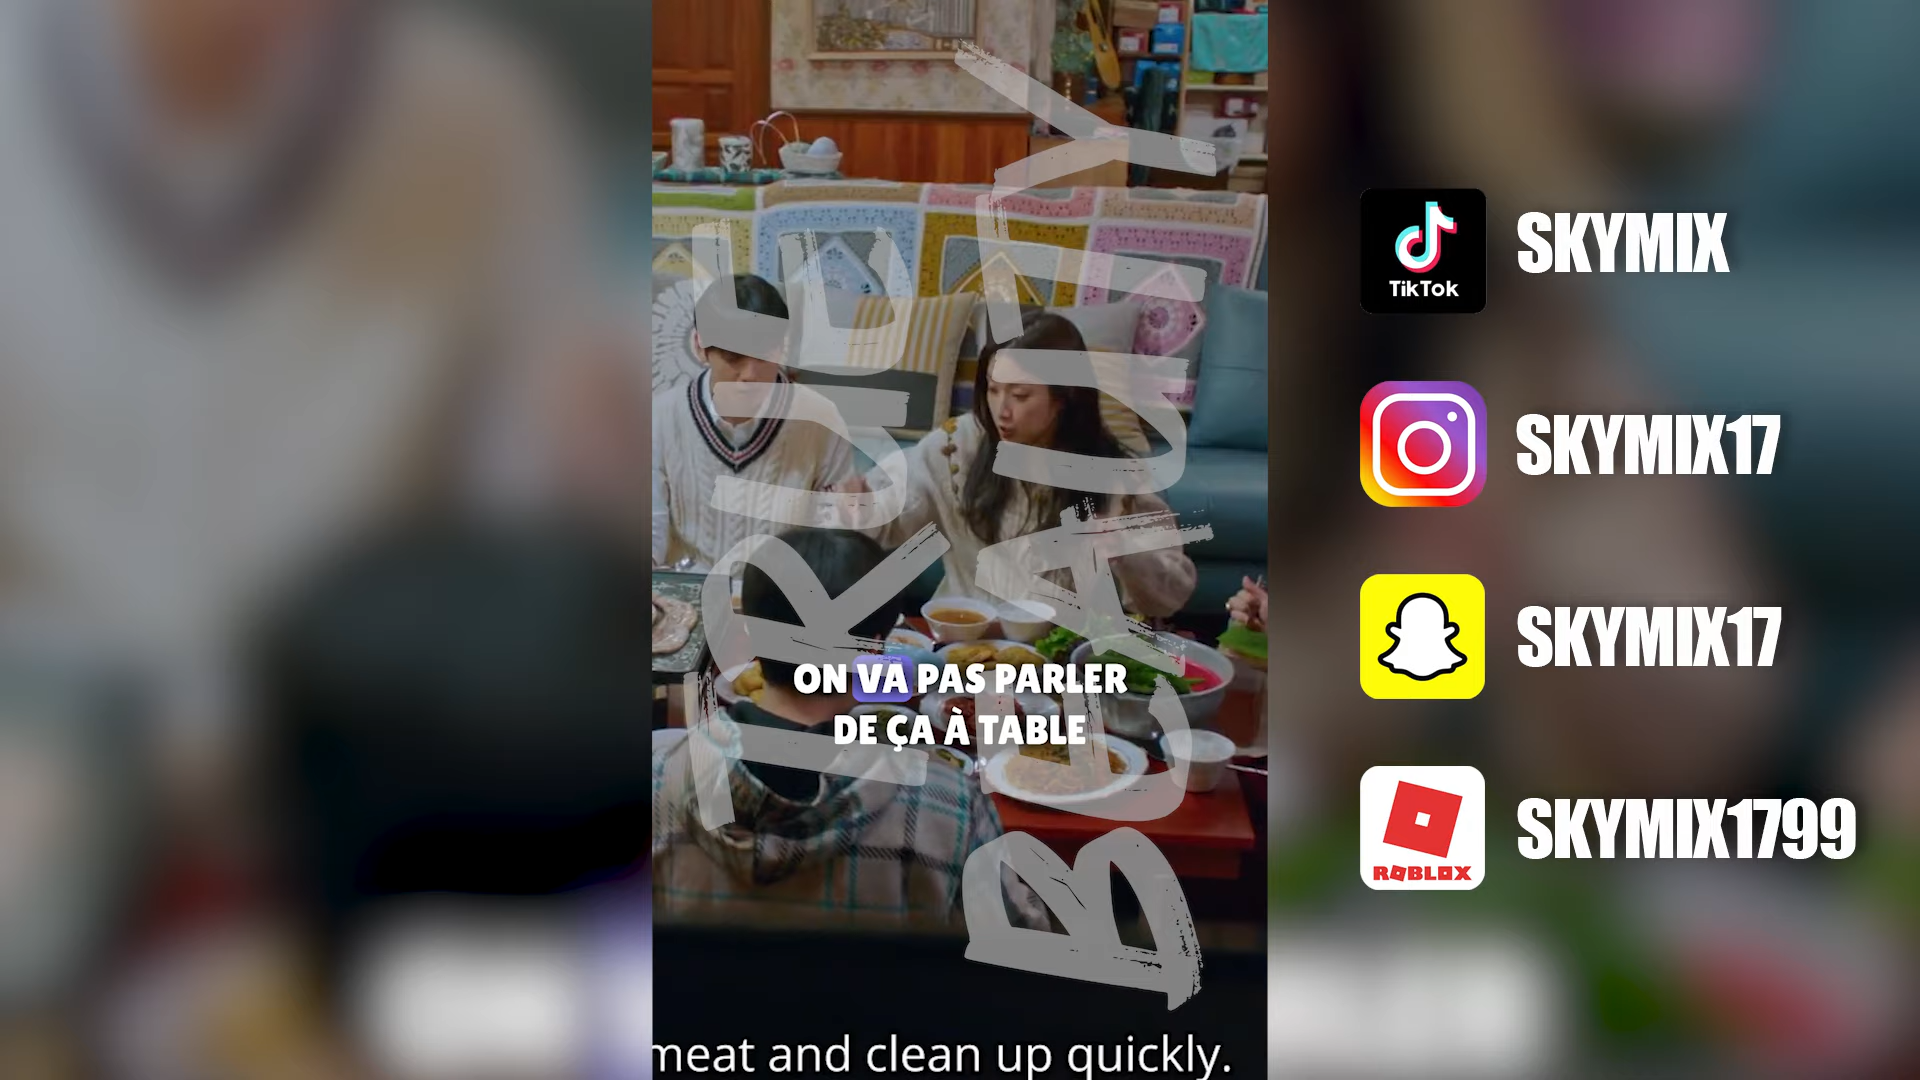 TRUE
BEAUTY
ON VA PAS PARLER
DE ÇA À TABLE
meat and clean up quickly.
TikTok
SKYMIX
SKYMIX17
SKYMIX17
ROBLOX
SKYMIX1799